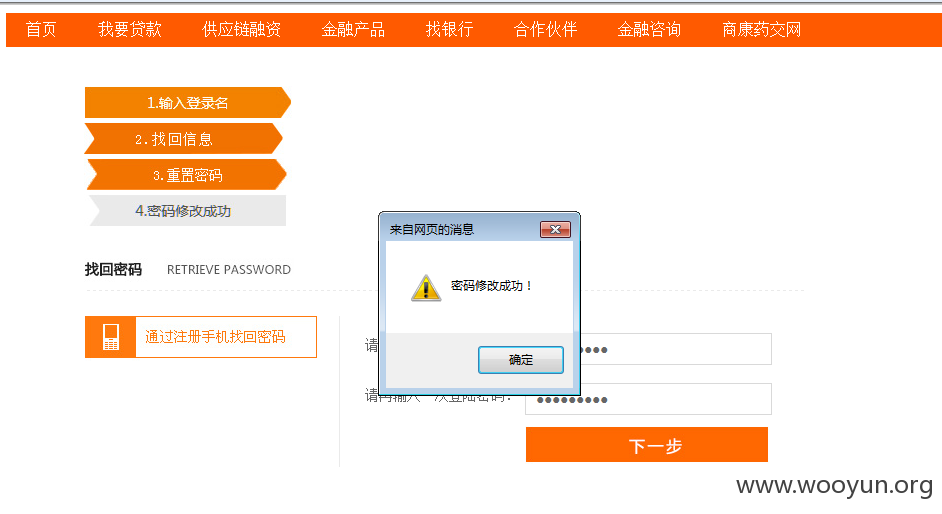 首页 我要贷款 供应链融资 金融产品 找银行 合作伙伴 金融咨询 商康药交网
1.输入登录名
2.找回信息
3.重置密码
4.密码修改成功
找回密码 RETRIEVE PASSWORD
通过注册手机找回密码
来自网页的消息
密码修改成功！
确定
请
请再输入一次登陆密码：
下一步
www.wooyun.org